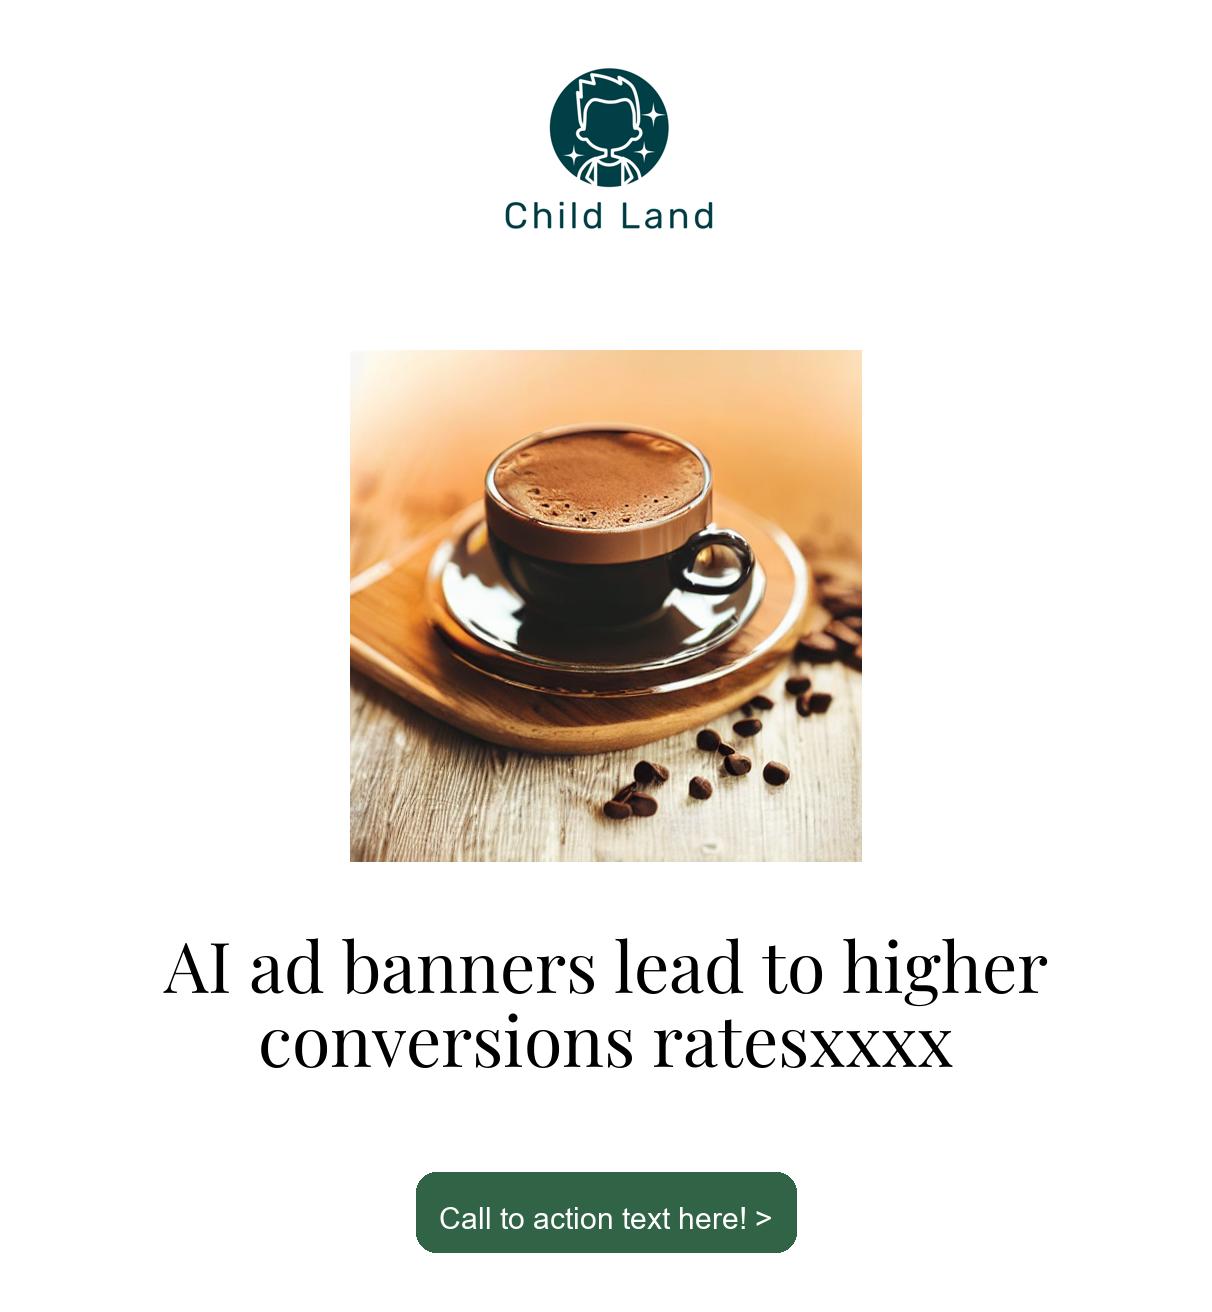 Child Land
AI ad banners lead to higher
conversions ratesxxxx
Call to action text here! >